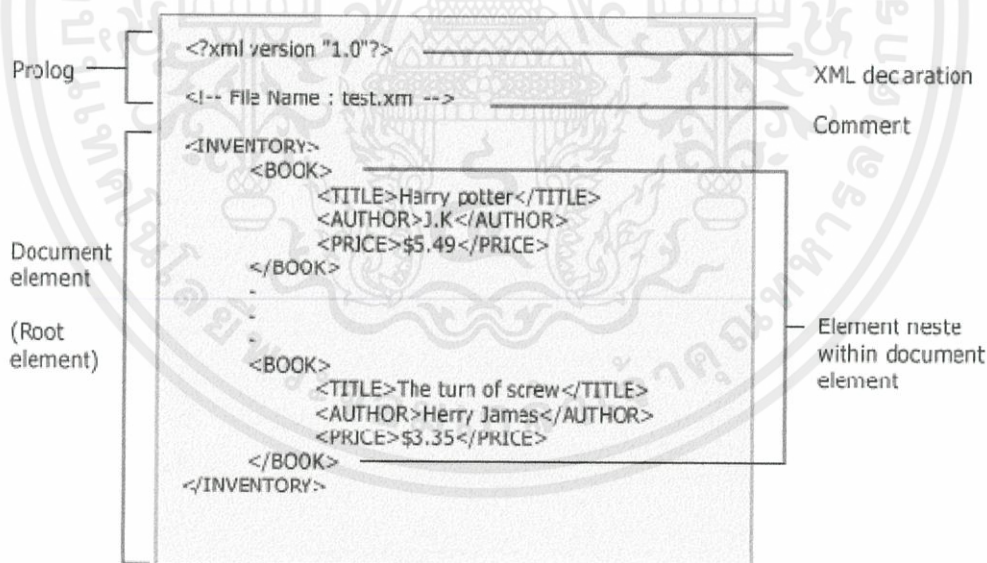 <?xml version "1.0"?>
Prolog
XML decaration
<!-- File Name : test.xm -->
Commert
<INVENTORY>
<BOOK>
<TITLE>Harry potter</TITLE>
<AUTHOR>J.K</AUTHOR>
<PRICE>$5.49</PRICE>
</BOOK>
-
-
-
Document
element
(Root
element)
<BOOK>
<TITLE>The turn of screw</TITLE>
<AUTHOR>Herry James</AUTHOR>
<PRICE>$3.35</PRICE>
</BOOK>
</INVENTORY>
Element neste
within document
element